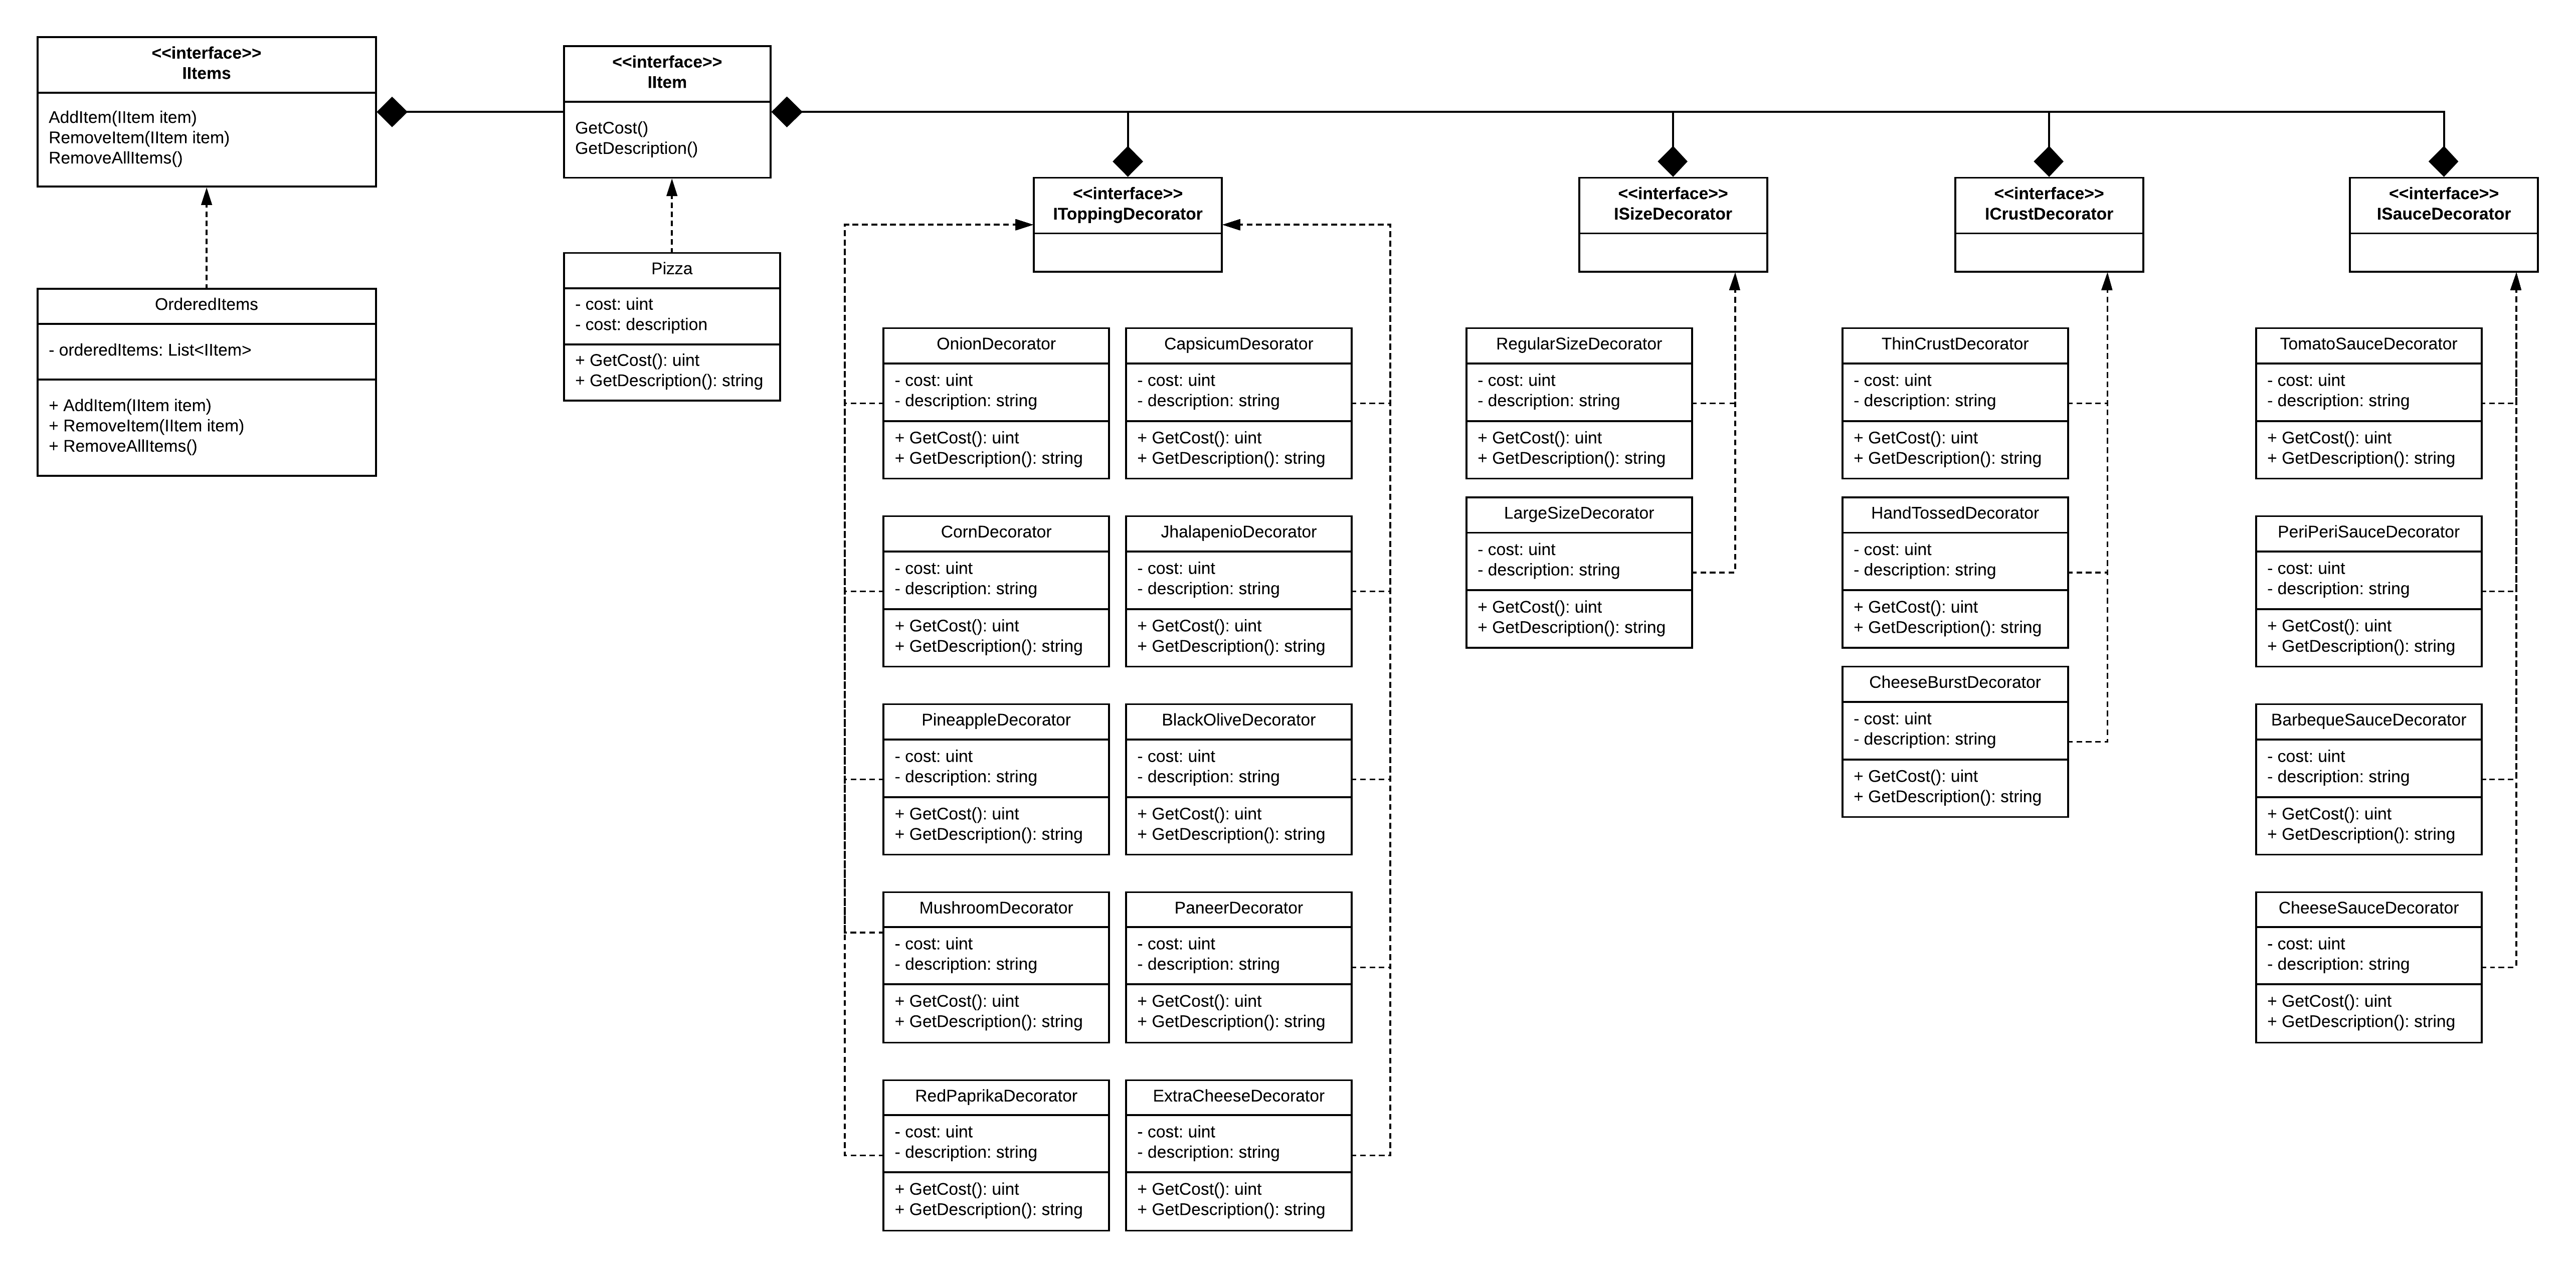 <<interface>>
IItems
AddItem(IItem item)
RemoveItem(IItem item)
RemoveAllItems()
OrderedItems
- orderedItems: List<IItem>
+ AddItem(IItem item)
+ RemoveItem(IItem item)
+ RemoveAllItems()
<<interface>>
IItem
GetCost()
GetDescription()
Pizza
- cost: uint
- cost: description
+ GetCost(): uint
+ GetDescription(): string
<<interface>>
IToppingDecorator
OnionDecorator
- cost: uint
- description: string
+ GetCost(): uint
+ GetDescription(): string
CapsicumDesorator
- cost: uint
- description: string
+ GetCost(): uint
+ GetDescription(): string
CornDecorator
- cost: uint
- description: string
+ GetCost(): uint
+ GetDescription(): string
JhalapenioDecorator
- cost: uint
- description: string
+ GetCost(): uint
+ GetDescription(): string
PineappleDecorator
- cost: uint
- description: string
+ GetCost(): uint
+ GetDescription(): string
BlackOliveDecorator
- cost: uint
- description: string
+ GetCost(): uint
+ GetDescription(): string
MushroomDecorator
- cost: uint
- description: string
+ GetCost(): uint
+ GetDescription(): string
PaneerDecorator
- cost: uint
- description: string
+ GetCost(): uint
+ GetDescription(): string
RedPaprikaDecorator
- cost: uint
- description: string
+ GetCost(): uint
+ GetDescription(): string
ExtraCheeseDecorator
- cost: uint
- description: string
+ GetCost(): uint
+ GetDescription(): string
<<interface>>
ISizeDecorator
RegularSizeDecorator
- cost: uint
- description: string
+ GetCost(): uint
+ GetDescription(): string
LargeSizeDecorator
- cost: uint
- description: string
+ GetCost(): uint
+ GetDescription(): string
<<interface>>
ICrustDecorator
ThinCrustDecorator
- cost: uint
- description: string
+ GetCost(): uint
+ GetDescription(): string
HandTossedDecorator
- cost: uint
- description: string
+ GetCost(): uint
+ GetDescription(): string
CheeseBurstDecorator
- cost: uint
- description: string
+ GetCost(): uint
+ GetDescription(): string
<<interface>>
ISauceDecorator
TomatoSauceDecorator
- cost: uint
- description: string
+ GetCost(): uint
+ GetDescription(): string
PeriPeriSauceDecorator
- cost: uint
- description: string
+ GetCost(): uint
+ GetDescription(): string
BarbequeSauceDecorator
- cost: uint
- description: string
+ GetCost(): uint
+ GetDescription(): string
CheeseSauceDecorator
- cost: uint
- description: string
+ GetCost(): uint
+ GetDescription(): string